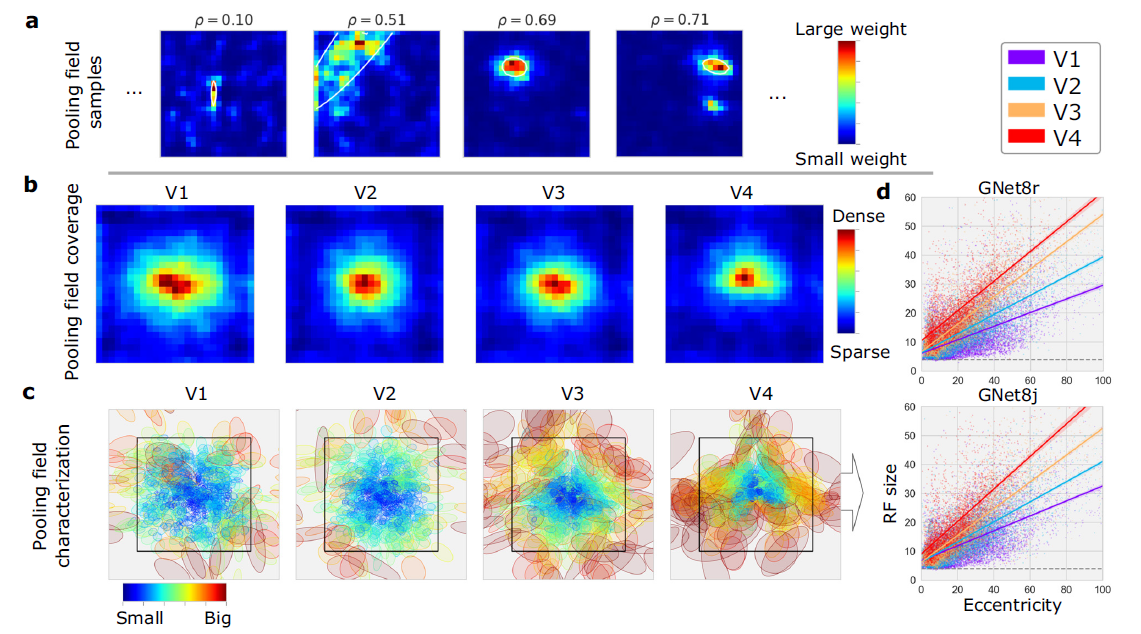 a
ρ = 0.10
ρ = 0.51
ρ = 0.69
ρ = 0.71
Pooling field
samples
...
...
Large weight
Small weight
V1
V2
V3
V4
b
V1
V2
V3
V4
Pooling field coverage
Dense
Sparse
c
V1
V2
V3
V4
Pooling field
characterization
Small
Big
d
GNet8r
60
50
40
30
20
10
0
0
20
40
60
80
100
GNet8j
60
50
40
30
20
10
0
RF size
0
20
40
60
80
100
Eccentricity